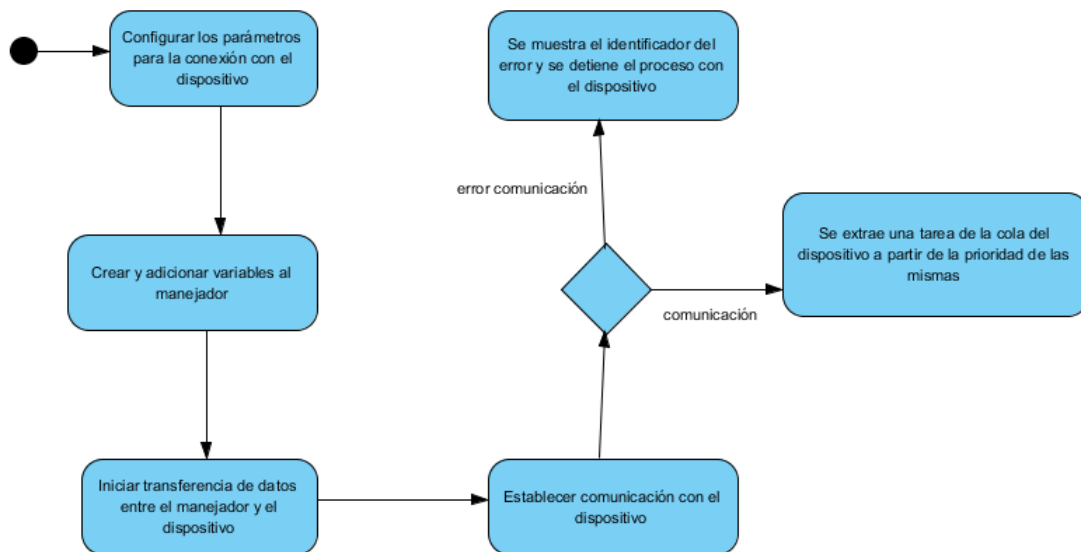 Configurar los parámetros
para la conexión con el
dispositivo
Crear y adicionar variables al
manejador
Iniciar transferencia de datos
entre el manejador y el
dispositivo
Establecer comunicación con el
dispositivo
Se muestra el identificador del
error y se detiene el proceso con
el dispositivo
error comunicación
comunicación
Se extrae una tarea de la cola del
dispositivo a partir de la prioridad de las
mismas